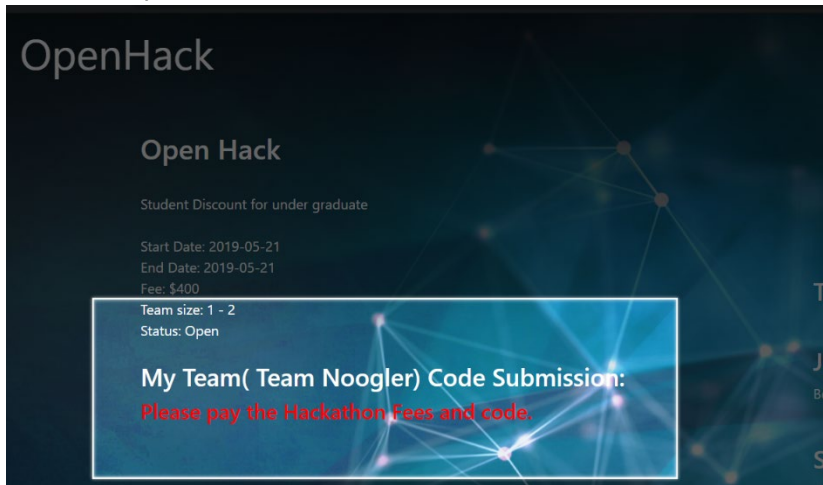 OpenHack
Open Hack
Student Discount for under graduate
Start Date: 2019-05-21
End Date: 2019-05-21
Fee: $400
Team size: 1 - 2
Status: Open
My Team( Team Noogler) Code Submission:
Please pay the Hackathon Fees and code.